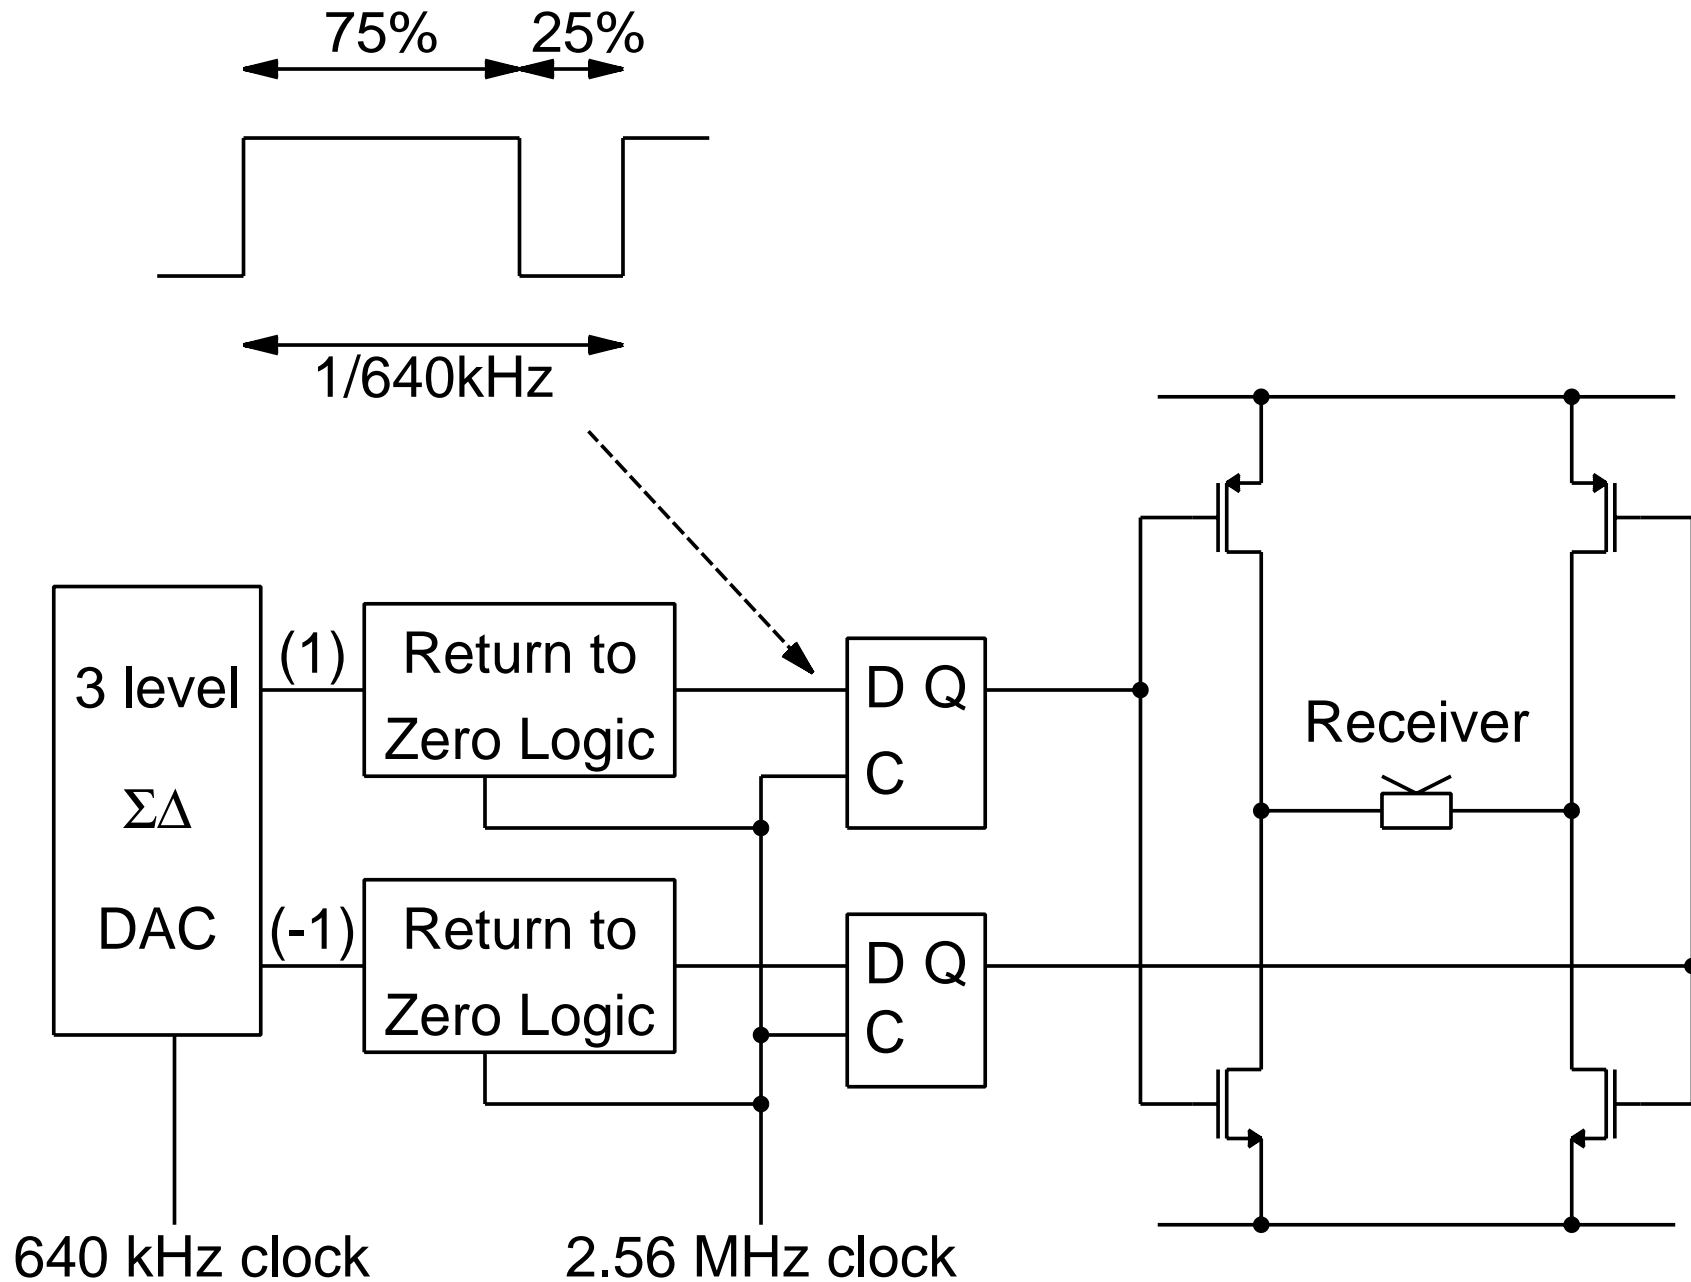 75% 25%
1/640kHz
3 level
ΣΔ
DAC
(1)
(-1)
Return to
Zero Logic
Return to
Zero Logic
D Q
C
D Q
C
Receiver
640 kHz clock
2.56 MHz clock